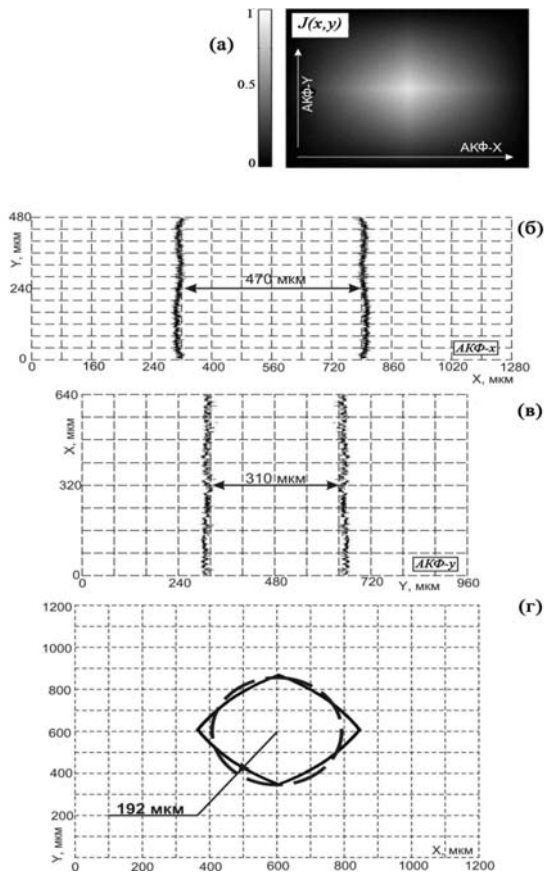 1
J(x,y)
(а)
0.5
АКФ-Y
АКФ-X
0
480
(б)
Y, мкм
240
470 мкм
0
АКФ-x
0 160 240 400 560 780 860 1020 1280
X, мкм
640
(в)
X, мкм
320
310 мкм
0
АКФ-y
0 240 480 720 960
Y, мкм
1200
(г)
1000
800
600
400
200
192 мкм
Y, мкм
X, мкм
0 200 400 600 800 1000 1200